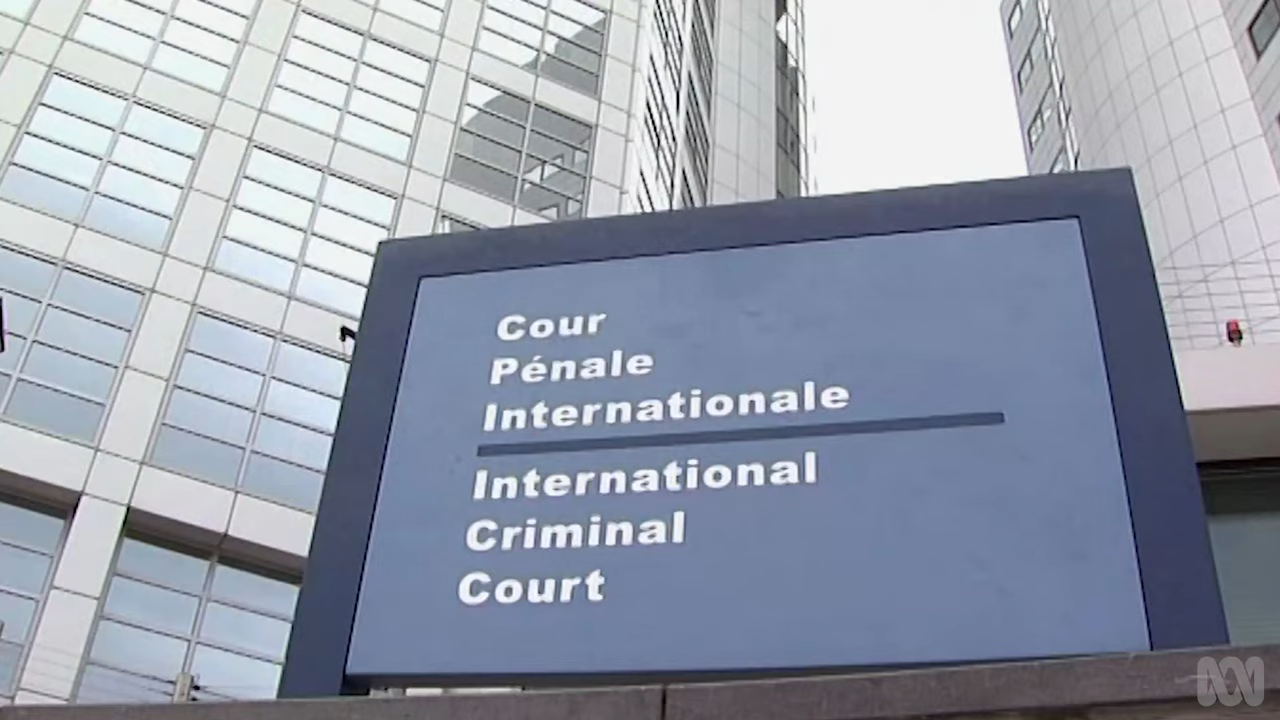 Cour
Pénale
Internationale
International
Criminal
Court